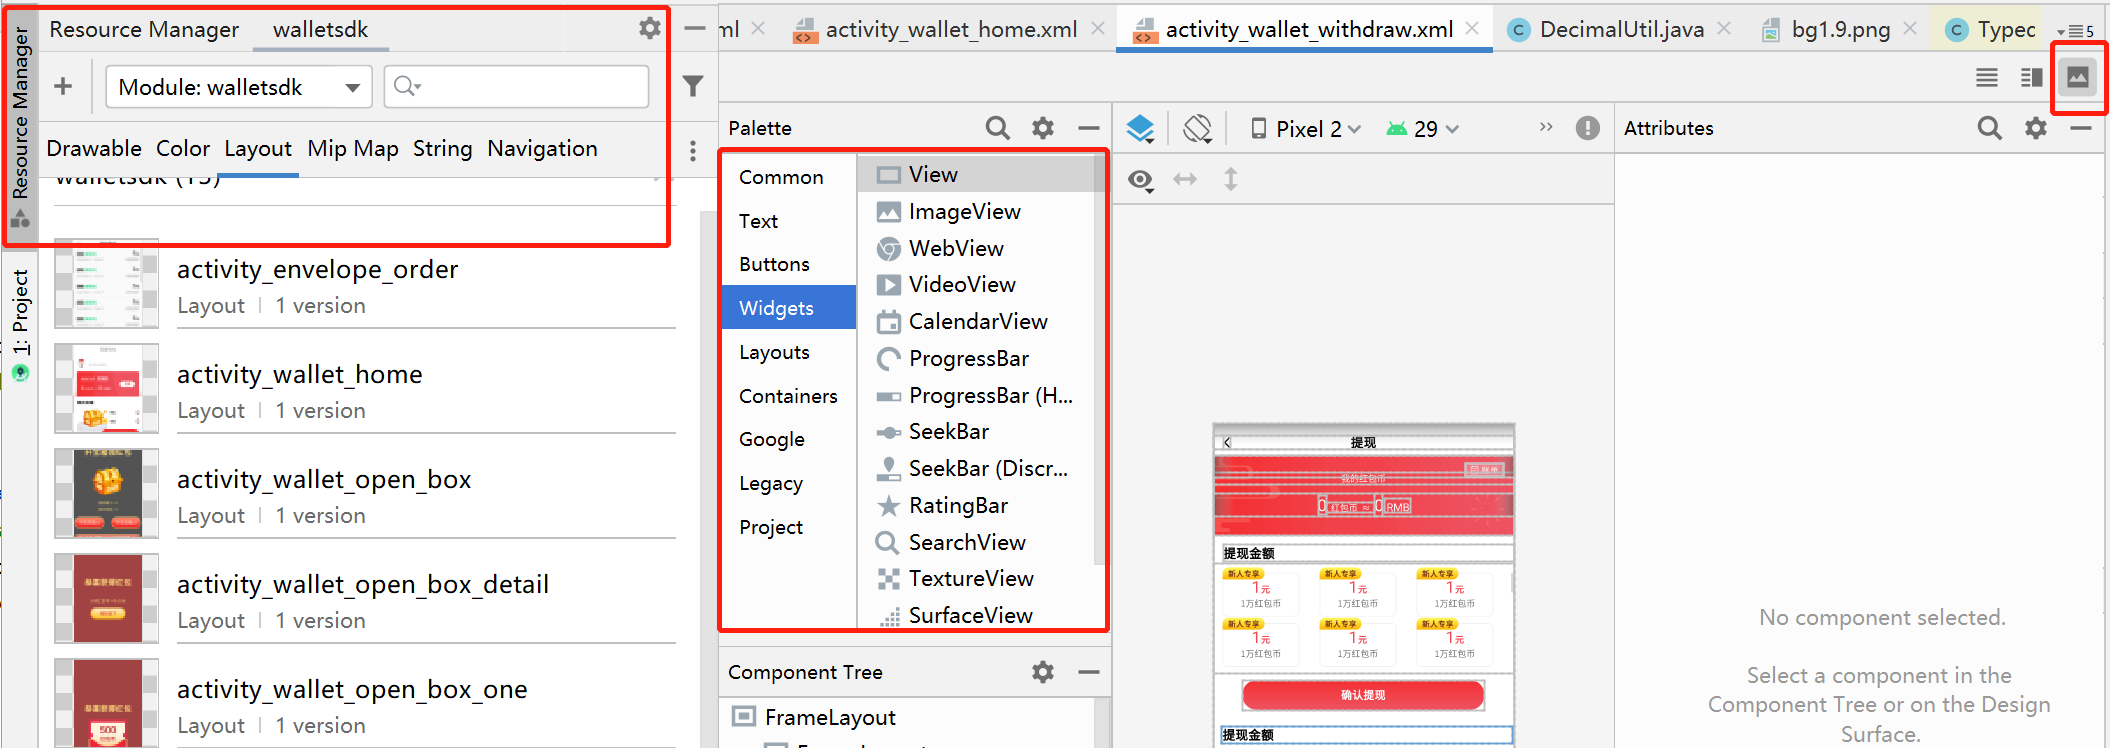 Resource Manager
1: Project
Resource Manager walletsdk
Module: walletsdk
Drawable Color Layout Mip Map String Navigation
walletsdk (15)
activity_envelope_order
Layout | 1 version
activity_wallet_home
Layout | 1 version
activity_wallet_open_box
Layout | 1 version
activity_wallet_open_box_detail
Layout | 1 version
activity_wallet_open_box_one
Layout | 1 version
ml activity_wallet_home.xml activity_wallet_withdraw.xml DecimalUtil.java bg1.9.png Typec 5
Palette
Common
Text
Buttons
Widgets
Layouts
Containers
Google
Legacy
Project
View
ImageView
WebView
VideoView
CalendarView
ProgressBar
ProgressBar (H...
SeekBar
SeekBar (Discr...
RatingBar
SearchView
TextureView
SurfaceView
Component Tree
FrameLayout
Pixel 2 29
提现
账单
我的红包币
0 红包币 ≈ 0 RMB
提现金额
新人专享 新人专享 新人专享
1元 1元 1元
1万红包币 1万红包币 1万红包币
新人专享 新人专享 新人专享
1元 1元 1元
1万红包币 1万红包币 1万红包币
确认提现
提现金额
Attributes
No component selected.
Select a component in the
Component Tree or on the Design
Surface.